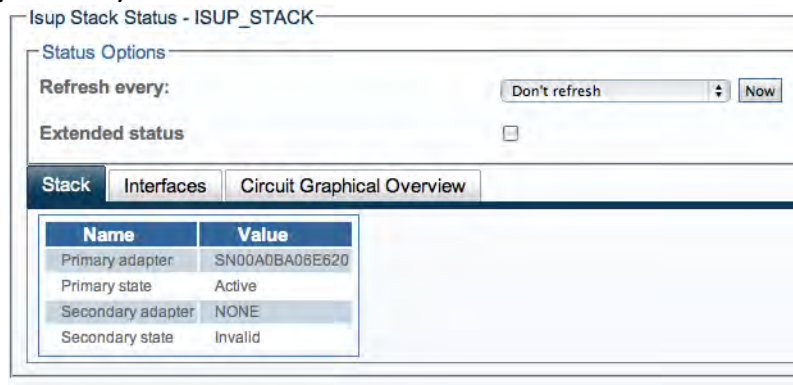 Isup Stack Status - ISUP_STACK
Status Options
Refresh every: Don't refresh Now
Extended status
Stack Interfaces Circuit Graphical Overview
Name Value
Primary adapter SN00A0BA06E620
Primary state Active
Secondary adapter NONE
Secondary state Invalid